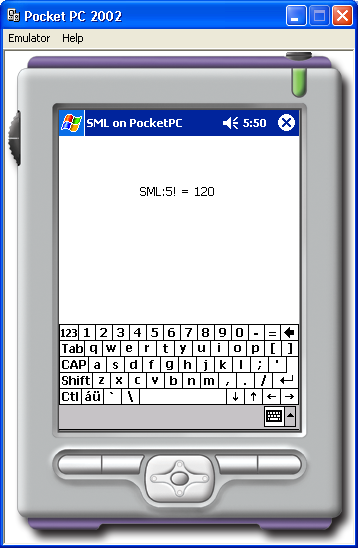 Pocket PC 2002
Emulator Help
SML on PocketPC 5:50
SML:5! = 120
123 1 2 3 4 5 6 7 8 9 0 - =
Tab q w e r t y u i o p [ ]
CAP a s d f g h j k l ; '
Shift z x c v b n m , . /
Ctl áü ` \